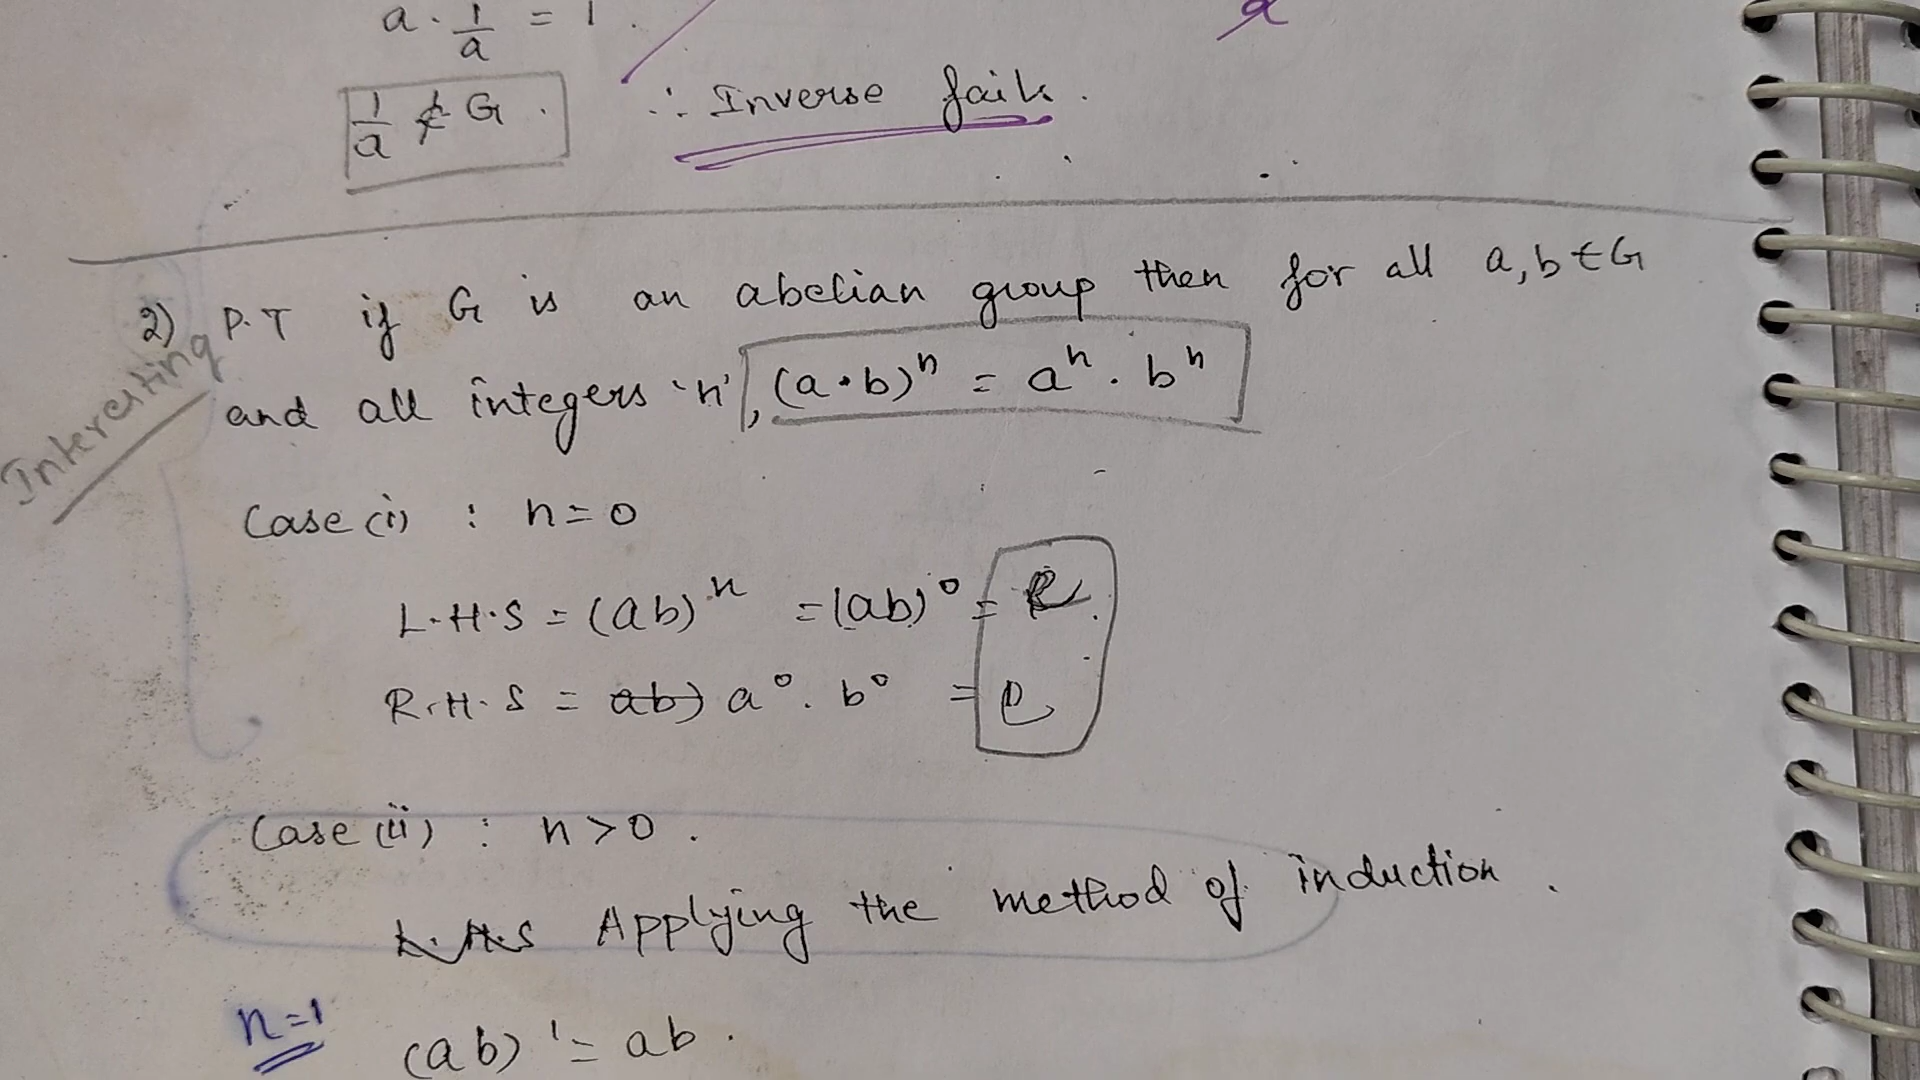 a · 1/a = 1 .
1/a ∉ G . ∴ Inverse fails .
2) P.T if G is an abelian group then for all a, b ∈ G
and all integers 'n', (a · b)ⁿ = aⁿ . bⁿ
Interesting
Case (i) : n = 0
L.H.S = (ab)ⁿ = (ab)⁰ = e .
R.H.S = ab) a⁰ . b⁰ = e
Case (ii) : n > 0 .
L.H.S Applying the method of induction .
n=1 (ab)¹ = ab .